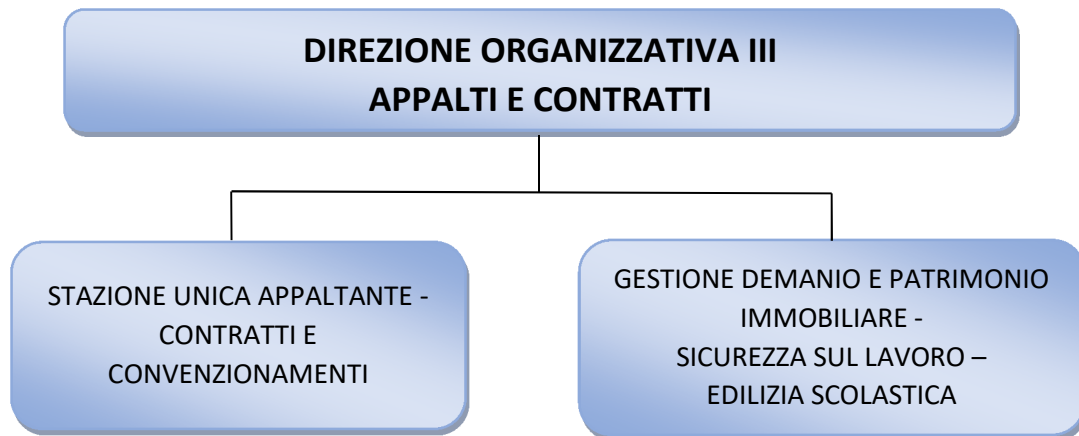 DIREZIONE ORGANIZZATIVA III
APPALTI E CONTRATTI
STAZIONE UNICA APPALTANTE -
CONTRATTI E
CONVENZIONAMENTI
GESTIONE DEMANIO E PATRIMONIO
IMMOBILIARE -
SICUREZZA SUL LAVORO –
EDILIZIA SCOLASTICA